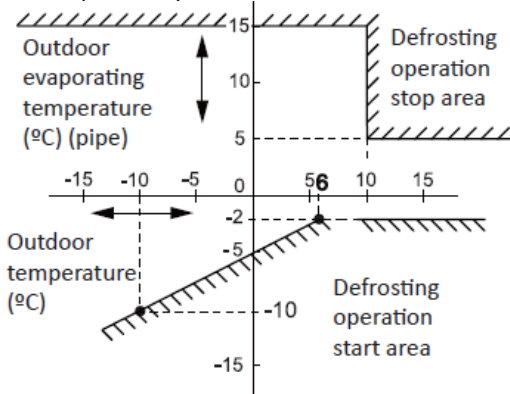 Outdoor
evaporating
temperature
(ºC) (pipe)
15
10
5
Defrosting
operation
stop area
-15 -10 -5 0 5 6 10 15
-2
-5
-10
-15
Outdoor
temperature
(ºC)
Defrosting
operation
start area